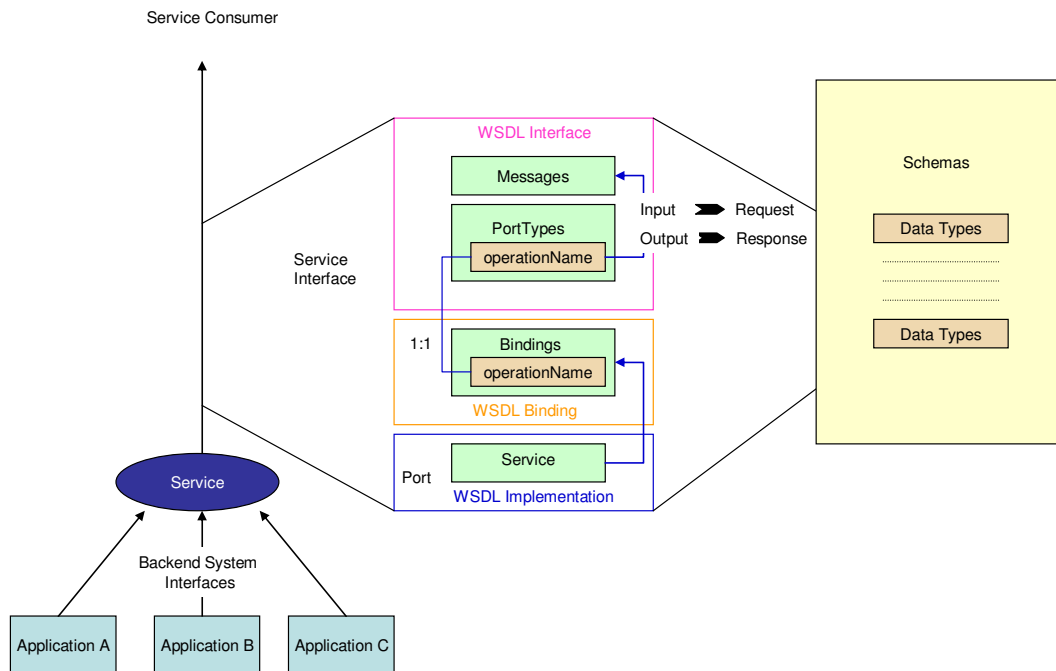 Service Consumer
WSDL Interface
Messages
Schemas
Input
Request
PortTypes
Data Types
Output
Response
operationName
Service
Interface
1:1
Bindings
Data Types
operationName
WSDL Binding
Service
Port
Service
WSDL Implementation
Backend System
Interfaces
Application A
Application B
Application C